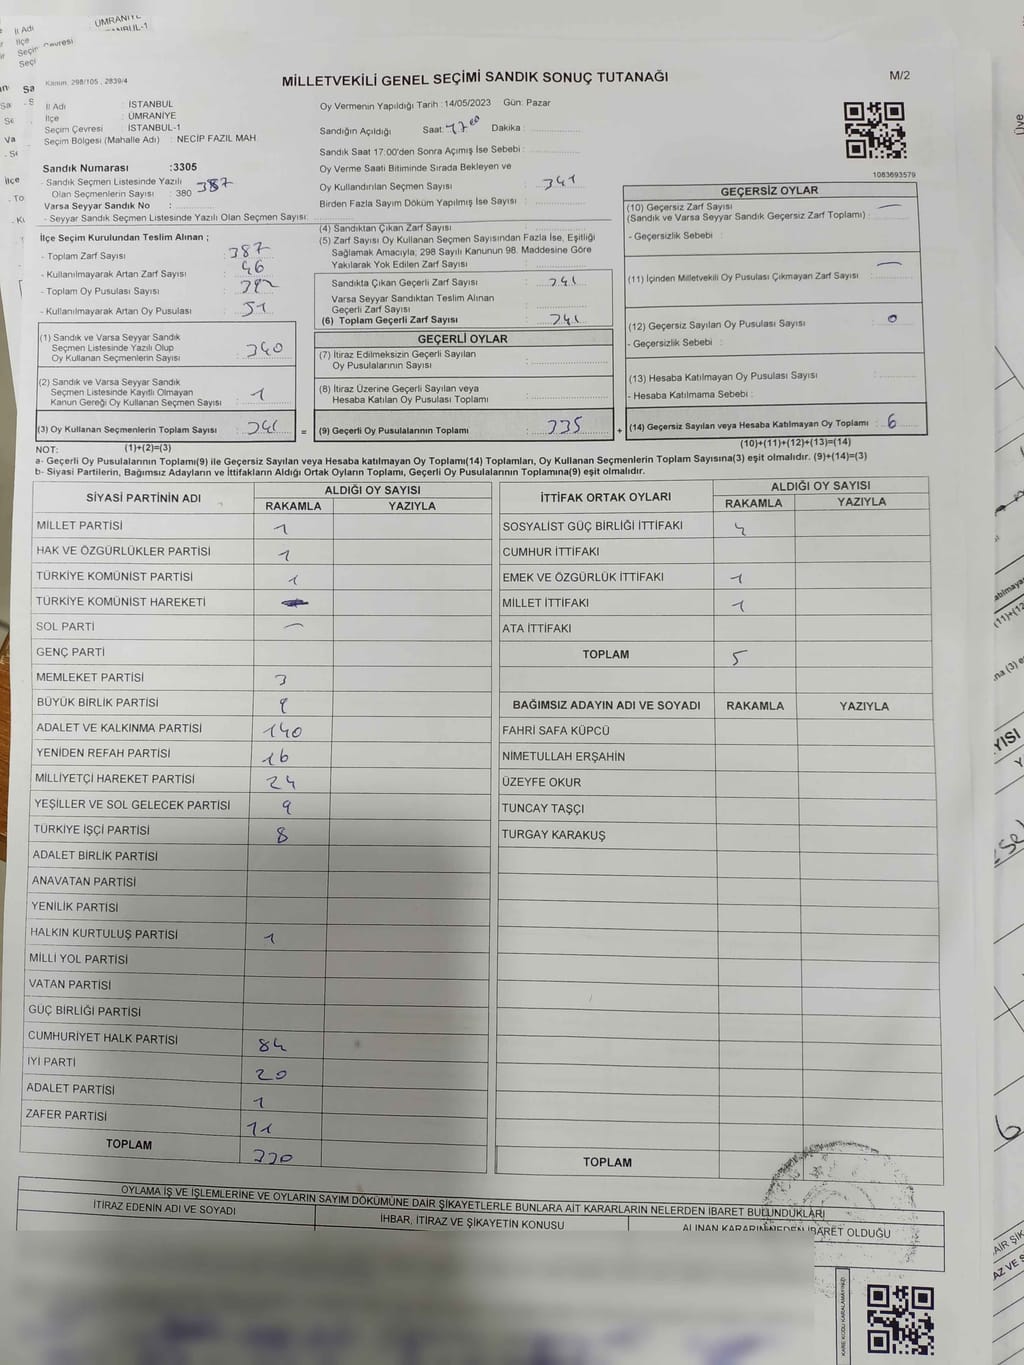 MİLLETVEKİLİ GENEL SEÇİMİ SANDIK SONUÇ TUTANAĞI
M/2
Kanun: 298/105 , 2839/4
İl Adı : İSTANBUL
İlçe : ÜMRANİYE
Seçim Çevresi : İSTANBUL-1
Seçim Bölgesi (Mahalle Adı) : NECİP FAZIL MAH.
Sandık Numarası :3305
- Sandık Seçmen Listesinde Yazılı
Olan Seçmenlerin Sayısı : 380 387
Varsa Seyyar Sandık No :
- Seyyar Sandık Seçmen Listesinde Yazılı Olan Seçmen Sayısı:
Oy Vermenin Yapıldığı Tarih : 14/05/2023 Gün: Pazar
Sandığın Açıldığı Saat: 17 00 Dakika :
Sandık Saat 17:00'den Sonra Açımış İse Sebebi :
Oy Verme Saati Bitiminde Sırada Bekleyen ve
Oy Kullandırılan Seçmen Sayısı : 341
Birden Fazla Sayım Döküm Yapılmış İse Sayısı :
1083693579
İlçe Seçim Kurulundan Teslim Alınan ;
- Toplam Zarf Sayısı : 387
- Kullanılmayarak Artan Zarf Sayısı : 46
- Toplam Oy Pusulası Sayısı :
- Kullanılmayarak Artan Oy Pusulası : 51
(4) Sandıktan Çıkan Zarf Sayısı :
(5) Zarf Sayısı Oy Kullanan Seçmen Sayısından Fazla İse, Eşitliği
Sağlamak Amacıyla; 298 Sayılı Kanunun 98. Maddesine Göre
Yakılarak Yok Edilen Zarf Sayısı :
Sandıkta Çıkan Geçerli Zarf Sayısı : 341
Varsa Seyyar Sandıktan Teslim Alınan
Geçerli Zarf Sayısı :
(6) Toplam Geçerli Zarf Sayısı : 341
GEÇERSİZ OYLAR
(10) Geçersiz Zarf Sayısı —
(Sandık ve Varsa Seyyar Sandık Geçersiz Zarf Toplamı) :
- Geçersizlik Sebebi :
(11) İçinden Milletvekili Oy Pusulası Çıkmayan Zarf Sayısı : —
(12) Geçersiz Sayılan Oy Pusulası Sayısı : 0
- Geçersizlik Sebebi :
(13) Hesaba Katılmayan Oy Pusulası Sayısı :
- Hesaba Katılmama Sebebi :
(14) Geçersiz Sayılan veya Hesaba Katılmayan Oy Toplamı : 6
(10)+(11)+(12)+(13)=(14)
(1) Sandık ve Varsa Seyyar Sandık
Seçmen Listesinde Yazılı Olup
Oy Kullanan Seçmenlerin Sayısı : 340
(2) Sandık ve Varsa Seyyar Sandık
Seçmen Listesinde Kayıtlı Olmayan
Kanun Gereği Oy Kullanan Seçmen Sayısı : 1
(3) Oy Kullanan Seçmenlerin Toplam Sayısı : 341 =
GEÇERLİ OYLAR
(7) İtiraz Edilmeksizin Geçerli Sayılan
Oy Pusulalarının Sayısı :
(8) İtiraz Üzerine Geçerli Sayılan veya
Hesaba Katılan Oy Pusulası Toplamı :
(9) Geçerli Oy Pusulalarının Toplamı : 335 +
NOT: (1)+(2)=(3)
a- Geçerli Oy Pusulalarının Toplamı(9) ile Geçersiz Sayılan veya Hesaba katılmayan Oy Toplamı(14) Toplamları, Oy Kullanan Seçmenlerin Toplam Sayısına(3) eşit olmalıdır. (9)+(14)=(3)
b- Siyasi Partilerin, Bağımsız Adayların ve İttifakların Aldığı Ortak Oyların Toplamı, Geçerli Oy Pusulalarının Toplamına(9) eşit olmalıdır.
SİYASİ PARTİNİN ADI ALDIĞI OY SAYISI
RAKAMLA YAZIYLA
MİLLET PARTİSİ 1
HAK VE ÖZGÜRLÜKLER PARTİSİ 1
TÜRKİYE KOMÜNİST PARTİSİ 1
TÜRKİYE KOMÜNİST HAREKETİ
SOL PARTİ —
GENÇ PARTİ
MEMLEKET PARTİSİ 3
BÜYÜK BİRLİK PARTİSİ
ADALET VE KALKINMA PARTİSİ 140
YENİDEN REFAH PARTİSİ 16
MİLLİYETÇİ HAREKET PARTİSİ 24
YEŞİLLER VE SOL GELECEK PARTİSİ 9
TÜRKİYE İŞÇİ PARTİSİ 8
ADALET BİRLİK PARTİSİ
ANAVATAN PARTİSİ
YENİLİK PARTİSİ
HALKIN KURTULUŞ PARTİSİ 1
MİLLİ YOL PARTİSİ
VATAN PARTİSİ
GÜÇ BİRLİĞİ PARTİSİ
CUMHURİYET HALK PARTİSİ 84
İYİ PARTİ 20
ADALET PARTİSİ 1
ZAFER PARTİSİ 11
TOPLAM 330
İTTİFAK ORTAK OYLARI ALDIĞI OY SAYISI
RAKAMLA YAZIYLA
SOSYALİST GÜÇ BİRLİĞİ İTTİFAKI
CUMHUR İTTİFAKI
EMEK VE ÖZGÜRLÜK İTTİFAKI 1
MİLLET İTTİFAKI 1
ATA İTTİFAKI
TOPLAM 5
BAĞIMSIZ ADAYIN ADI VE SOYADI RAKAMLA YAZIYLA
FAHRİ SAFA KÜPCÜ
NİMETULLAH ERŞAHİN
ÜZEYFE OKUR
TUNCAY TAŞÇI
TURGAY KARAKUŞ
TOPLAM
OYLAMA İŞ VE İŞLEMLERİNE VE OYLARIN SAYIM DÖKÜMÜNE DAİR ŞİKAYETLERLE BUNLARA AİT KARARLARIN NELERDEN İBARET BULUNDUKLARI
İTİRAZ EDENİN ADI VE SOYADI İHBAR, İTİRAZ VE ŞİKAYETİN KONUSU ALINAN KARARIN NEDEN İBARET OLDUĞU
KARE KODU KARALAMAYINIZ!